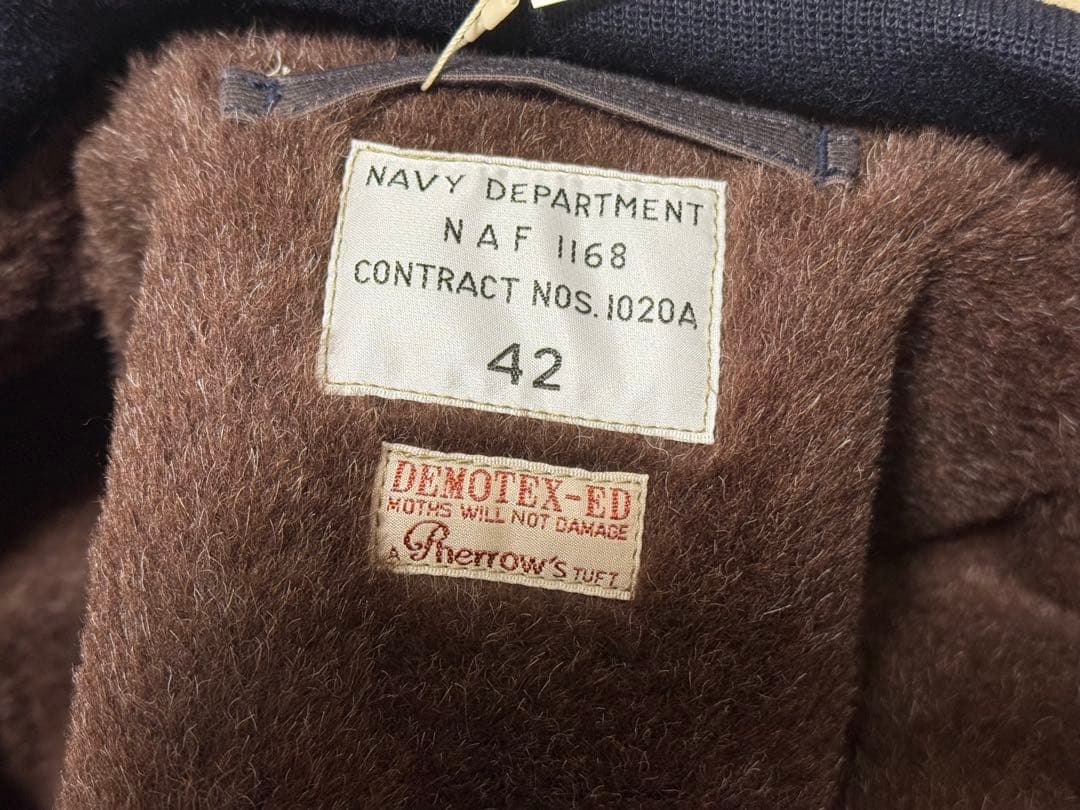 NAVY DEPARTMENT
NAF 1168
CONTRACT NOS. 1020A
42
DEMOTEX-ED
MOTHS WILL NOT DAMAGE
A Pherrow's TUFT